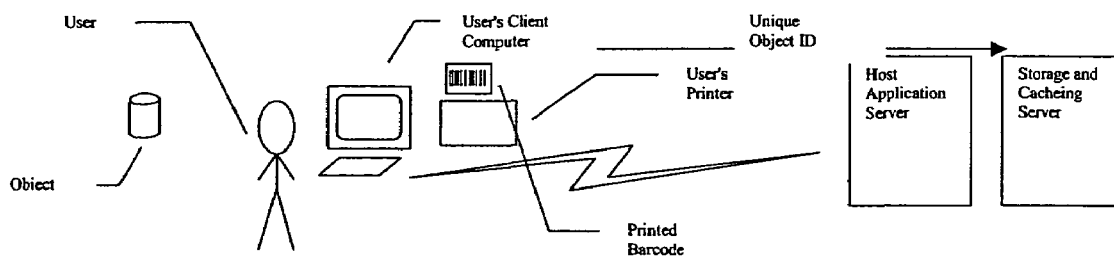 User
User's Client
Computer
Unique
Object ID
User's
Printer
Host
Application
Server
Storage and
Cacheing
Server
Obiect
Printed
Barcode